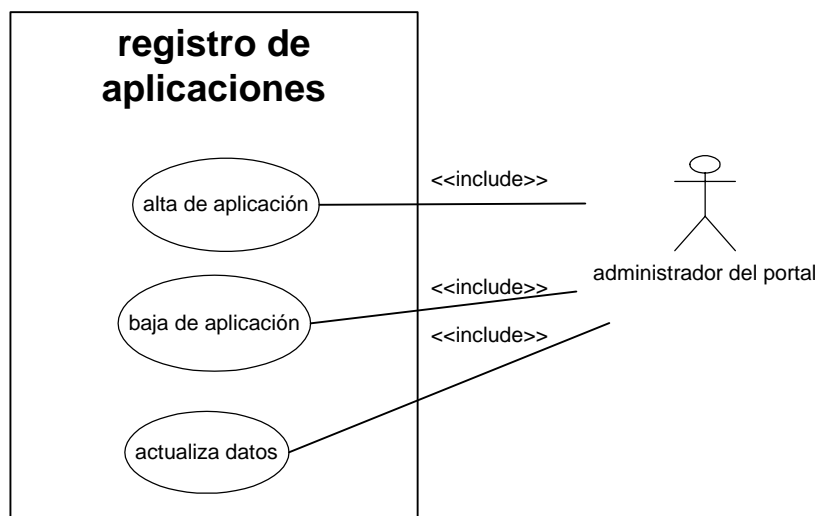 registro de
aplicaciones
<<include>>
alta de aplicación
administrador del portal
<<include>>
baja de aplicación
<<include>>
actualiza datos